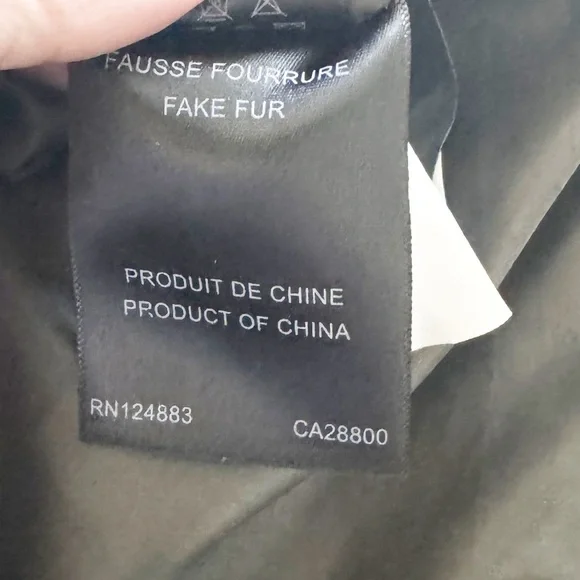 FAUSSE FOURRURE
FAKE FUR
PRODUIT DE CHINE
PRODUCT OF CHINA
RN124883
CA28800